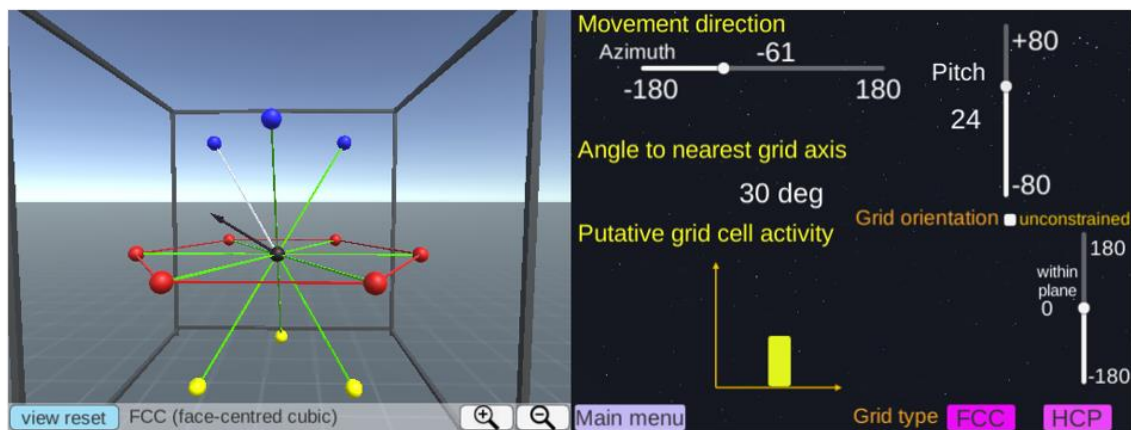 Movement direction
Azimuth -61
-180 180
+80
Pitch
24
-80
Angle to nearest grid axis
30 deg
Grid orientation unconstrained
Putative grid cell activity
180
within
plane
0
-180
view reset FCC (face-centred cubic)
Main menu Grid type FCC HCP